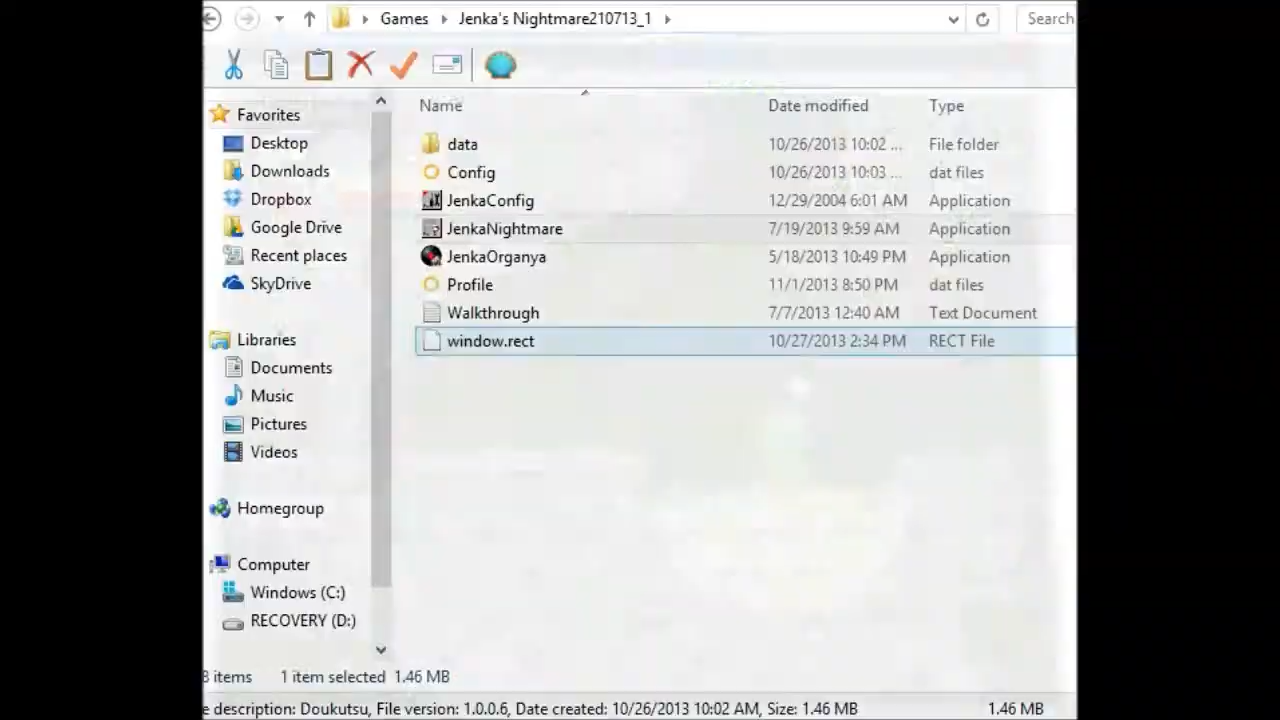 Games Jenka's Nightmare210713_1 Search
Name Date modified Type
Favorites
Desktop
Downloads
Dropbox
Google Drive
Recent places
SkyDrive
Libraries
Documents
Music
Pictures
Videos
Homegroup
Computer
Windows (C:)
RECOVERY (D:)
data 10/26/2013 10:02 ... File folder
Config 10/26/2013 10:03 ... dat files
JenkaConfig 12/29/2004 6:01 AM Application
JenkaNightmare 7/19/2013 9:59 AM Application
JenkaOrganya 5/18/2013 10:49 PM Application
Profile 11/1/2013 8:50 PM dat files
Walkthrough 7/7/2013 12:40 AM Text Document
window.rect 10/27/2013 2:34 PM RECT File
8 items 1 item selected 1.46 MB
e description: Doukutsu, File version: 1.0.0.6, Date created: 10/26/2013 10:02 AM, Size: 1.46 MB 1.46 MB